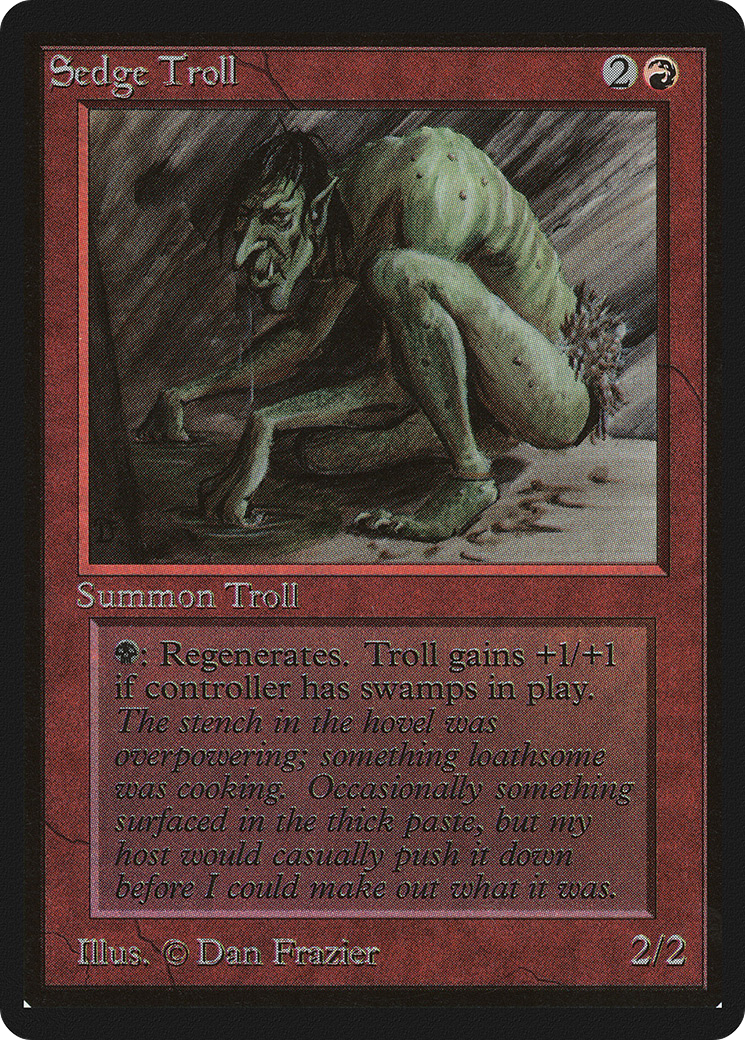 Sedge Troll 2
Summon Troll
: Regenerates. Troll gains +1/+1
if controller has swamps in play.
The stench in the hovel was
overpowering; something loathsome
was cooking. Occasionally something
surfaced in the thick paste, but my
host would casually push it down
before I could make out what it was.
Illus. © Dan Frazier 2/2